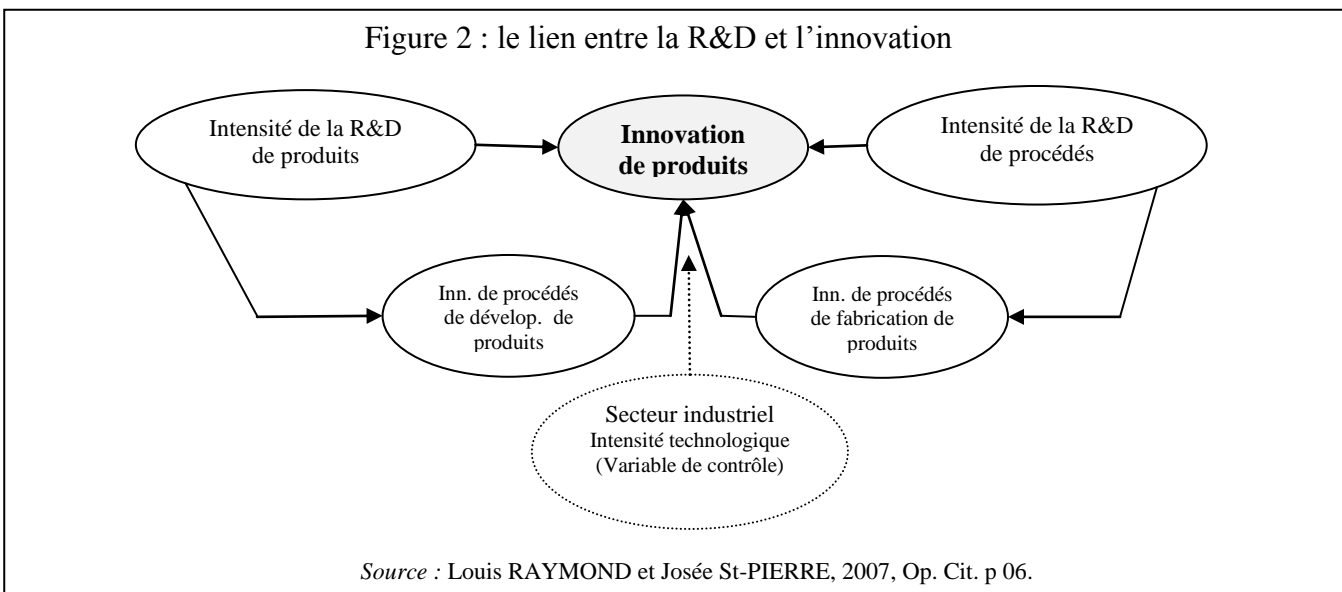 Figure 2 : le lien entre la R&D et l’innovation
Intensité de la R&D
de produits
Innovation
de produits
Intensité de la R&D
de procédés
Inn. de procédés
de dévelop. de
produits
Inn. de procédés
de fabrication de
produits
Secteur industriel
Intensité technologique
(Variable de contrôle)
Source : Louis RAYMOND et Josée St-PIERRE, 2007, Op. Cit. p 06.